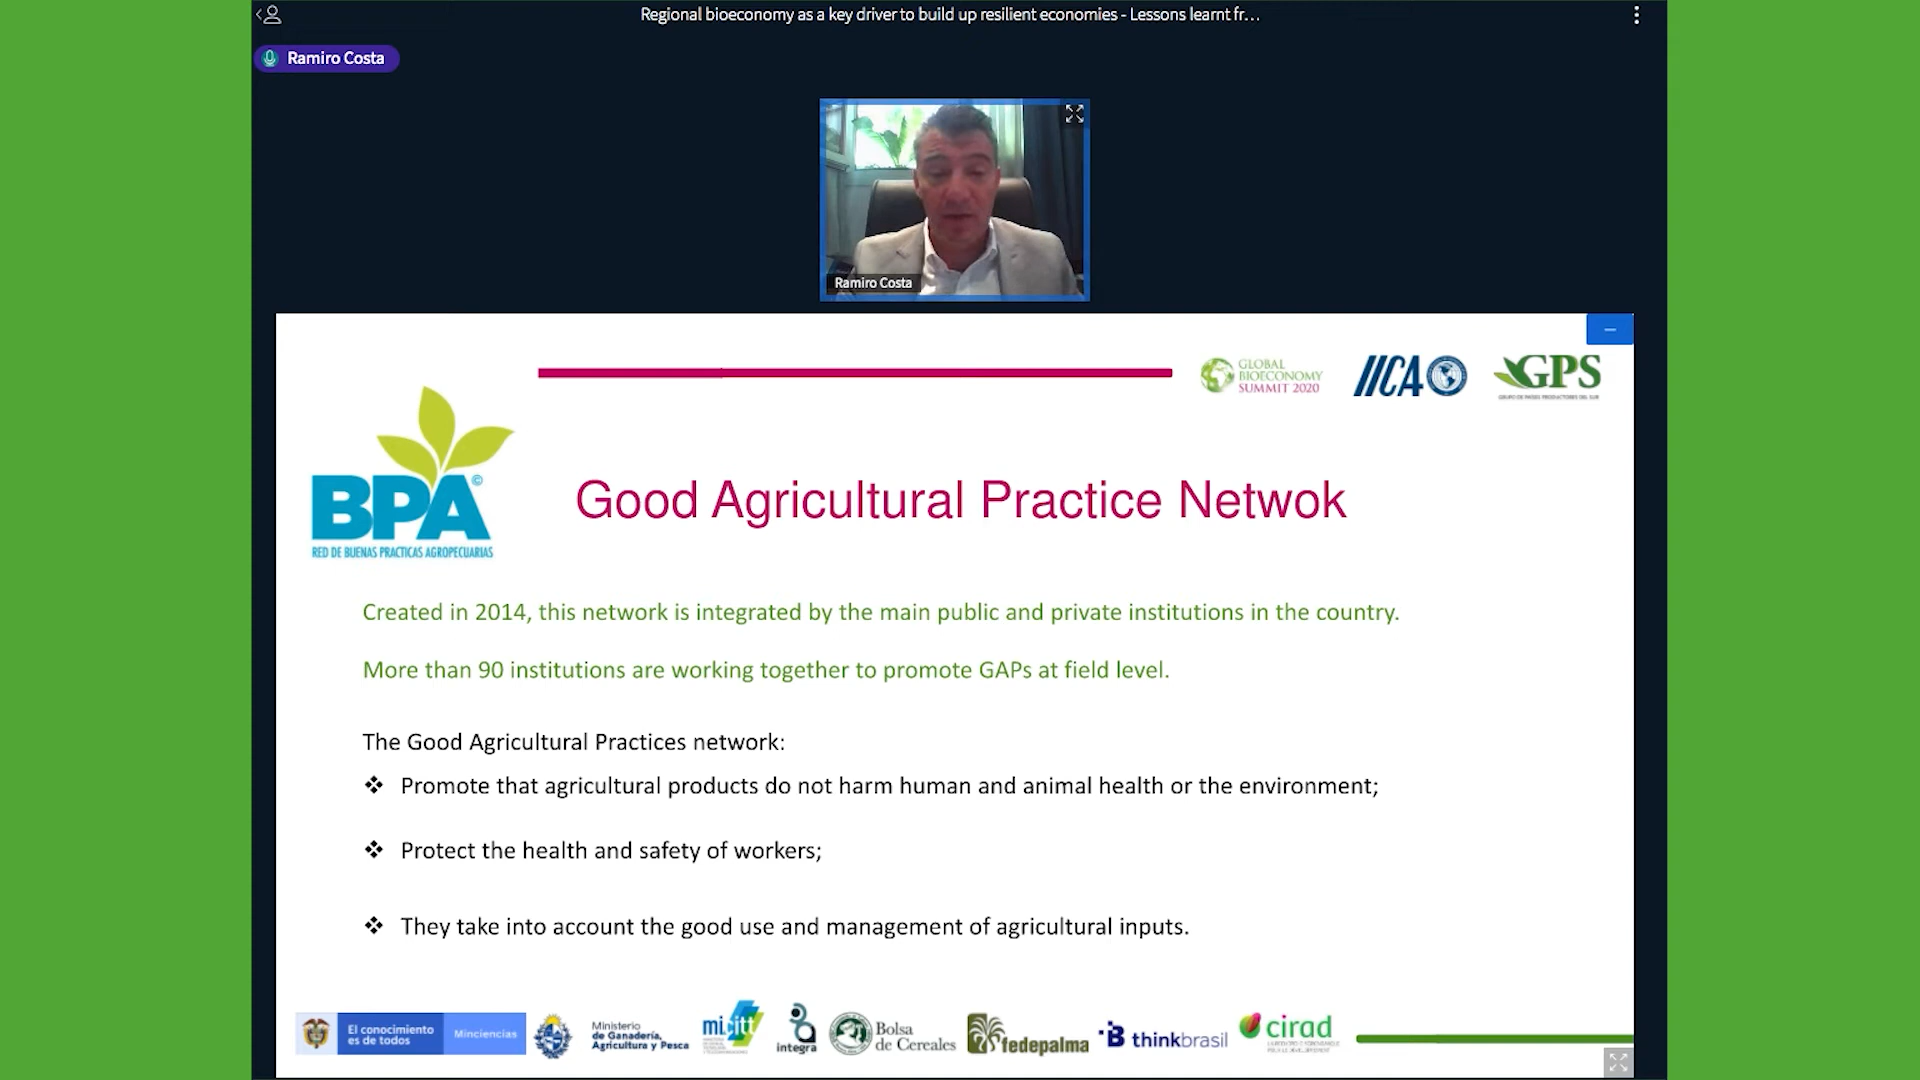 Regional bioeconomy as a key driver to build up resilient economies - Lessons learnt fr...
Ramiro Costa
Ramiro Costa
GLOBAL
BIOECONOMY
SUMMIT 2020
IICA
GPS
GRUPO DE PAISES PRODUCTORES DEL SUR
BPA©
RED DE BUENAS PRACTICAS AGROPECUARIAS
Good Agricultural Practice Netwok
Created in 2014, this network is integrated by the main public and private institutions in the country.
More than 90 institutions are working together to promote GAPs at field level.
The Good Agricultural Practices network:
❖ Promote that agricultural products do not harm human and animal health or the environment;
❖ Protect the health and safety of workers;
❖ They take into account the good use and management of agricultural inputs.
El conocimiento
es de todos
Minciencias
Ministerio
de Ganadería,
Agricultura y Pesca
micitt
integra
Bolsa
de Cereales
fedepalma
thinkbrasil
cirad